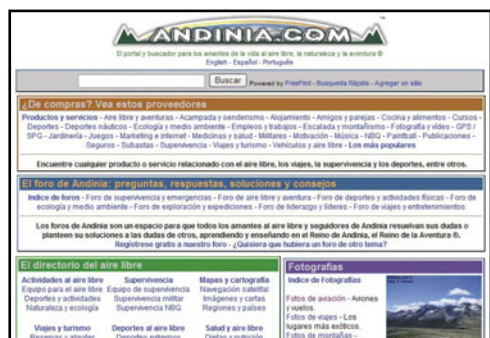 ANDINIA.COM
El portal y buscador para los amantes de la vida al aire libre, la naturaleza y la aventura ®
English - Español - Português
Buscar Powered by FreeFind - Busqueda Rápida - Agregar un sitio
¿De compras? Vea estos proveedores
Productos y servicios - Aire libre y aventuras - Acampada y senderismo - Alojamiento - Amigos y parejas - Cocina y alimentos - Cursos -
Deportes - Deportes náuticos - Ecología y medio ambiente - Empleos y trabajos - Escalada y montañismo - Fotografía y video - GPS /
SPG - Jardinería - Juegos - Marketing e internet - Medicinas y salud - Militares - Motivación - Música - NBQ - Paintball - Publicaciones -
Seguros - Subastas - Supervivencia - Viajes y turismo - Vehículos y aire libre - Los más populares
Encuentre cualquier producto o servicio relacionado con el aire libre, los viajes, la supervivencia y los deportes, entre otros.
El foro de Andinia: preguntas, respuestas, soluciones y consejos
Indice de foros - Foro de supervivencia y emergencias - Foro de aire libre y aventura - Foro de deportes y actividades físicas - Foro de
ecología y medio ambiente - Foro de exploración y expediciones - Foro de liderazgo y líderes - Foro de viajes y entretenimientos
Los foros de Andinia son un espacio para que todos los amantes al aire libre y seguidores de Andinia resuelvan sus dudas o
planteen su soluciones a las dudas de otros, aprendiendo y enseñando en el Reino de Andinia, el Reino de la Aventura ®.
Regístrese gratis a nuestro foro - ¿Quisiera que hubiera un foro de otro tema?
El directorio del aire libre
Actividades al aire libre
Equipo para el aire libre
Deportes y actividades
Naturaleza y ecología
Supervivencia
Equipo de supervivencia
Supervivencia militar
Supervivencia NBQ
Mapas y cartografía
Navegación satelital
Imágenes y cartas
Regiones y países
Viajes y turismo
Reservas y alquiler
Deportes al aire libre
Deportes extremos
Salud y aire libre
Dietas y nutrición
Fotografías
Indice de Fotografías
Fotos de aviación - Aviones
y vuelos.
Fotos de viajes - Los
lugares más exóticos.
Fotos de montañas -